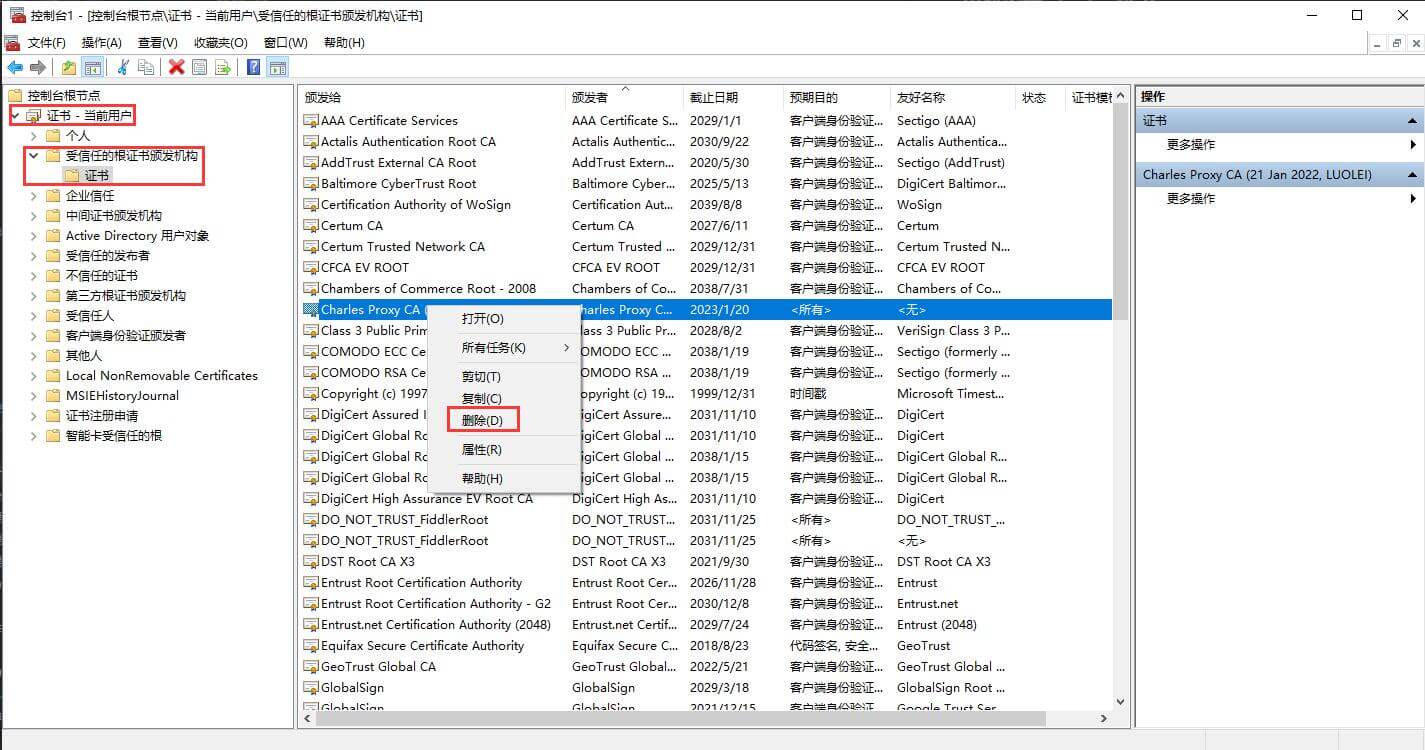 控制台1 - [控制台根节点\证书 - 当前用户\受信任的根证书颁发机构\证书]
文件(F) 操作(A) 查看(V) 收藏夹(O) 窗口(W) 帮助(H)
控制台根节点
证书 - 当前用户
个人
受信任的根证书颁发机构
证书
企业信任
中间证书颁发机构
Active Directory 用户对象
受信任的发布者
不信任的证书
第三方根证书颁发机构
受信任人
客户端身份验证颁发者
其他人
Local NonRemovable Certificates
MSIEHistoryJournal
证书注册申请
智能卡受信任的根
颁发给 颁发者 截止日期 预期目的 友好名称 状态 证书模
AAA Certificate Services AAA Certificate S... 2029/1/1 客户端身份验证... Sectigo (AAA)
Actalis Authentication Root CA Actalis Authentic... 2030/9/22 客户端身份验证... Actalis Authentica...
AddTrust External CA Root AddTrust Extern... 2020/5/30 客户端身份验证... Sectigo (AddTrust)
Baltimore CyberTrust Root Baltimore Cyber... 2025/5/13 客户端身份验证... DigiCert Baltimor...
Certification Authority of WoSign Certification Aut... 2039/8/8 客户端身份验证... WoSign
Certum CA Certum CA 2027/6/11 客户端身份验证... Certum
Certum Trusted Network CA Certum Trusted ... 2029/12/31 客户端身份验证... Certum Trusted N...
CFCA EV ROOT CFCA EV ROOT 2029/12/31 客户端身份验证... CFCA EV ROOT
Chambers of Commerce Root - 2008 Chambers of Co... 2038/7/31 客户端身份验证... Chambers of Co...
Charles Proxy CA ( harles Proxy C... 2023/1/20 <所有> <无>
Class 3 Public Prim lass 3 Public Pr... 2028/8/2 客户端身份验证... VeriSign Class 3 P...
COMODO ECC Ce OMODO ECC ... 2038/1/19 客户端身份验证... Sectigo (formerly ...
COMODO RSA Ce OMODO RSA ... 2038/1/19 客户端身份验证... Sectigo (formerly ...
Copyright (c) 1997 opyright (c) 19... 1999/12/31 时间戳 Microsoft Timest...
DigiCert Assured I igiCert Assure... 2031/11/10 客户端身份验证... DigiCert
DigiCert Global Ro igiCert Global ... 2031/11/10 客户端身份验证... DigiCert
DigiCert Global Ro igiCert Global ... 2038/1/15 客户端身份验证... DigiCert Global R...
DigiCert Global Ro igiCert Global ... 2038/1/15 客户端身份验证... DigiCert Global R...
DigiCert High Assurance EV Root CA DigiCert High As... 2031/11/10 客户端身份验证... DigiCert
DO_NOT_TRUST_FiddlerRoot DO_NOT_TRUST... 2031/11/25 <所有> DO_NOT_TRUST_...
DO_NOT_TRUST_FiddlerRoot DO_NOT_TRUST... 2031/11/25 <所有> <无>
DST Root CA X3 DST Root CA X3 2021/9/30 客户端身份验证... DST Root CA X3
Entrust Root Certification Authority Entrust Root Cer... 2026/11/28 客户端身份验证... Entrust
Entrust Root Certification Authority - G2 Entrust Root Cer... 2030/12/8 客户端身份验证... Entrust.net
Entrust.net Certification Authority (2048) Entrust.net Certif... 2029/7/24 客户端身份验证... Entrust (2048)
Equifax Secure Certificate Authority Equifax Secure C... 2018/8/23 代码签名, 安全... GeoTrust
GeoTrust Global CA GeoTrust Global... 2022/5/21 客户端身份验证... GeoTrust Global ...
GlobalSign GlobalSign 2029/3/18 客户端身份验证... GlobalSign Root ...
GlobalSign GlobalSign 2021/12/15 客户端身份验证... Google Trust Ser...
打开(O)
所有任务(K)
剪切(T)
复制(C)
删除(D)
属性(R)
帮助(H)
操作
证书
更多操作
Charles Proxy CA (21 Jan 2022, LUOLEI)
更多操作